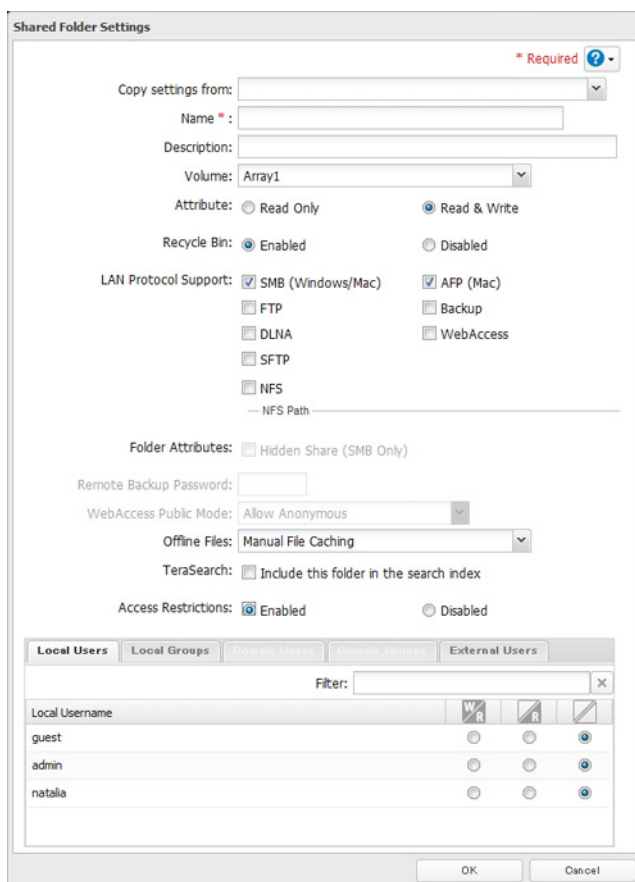 Shared Folder Settings
* Required ?
Copy settings from:
Name * :
Description:
Volume: Array1
Attribute: Read Only Read & Write
Recycle Bin: Enabled Disabled
LAN Protocol Support: SMB (Windows/Mac) AFP (Mac)
FTP Backup
DLNA WebAccess
SFTP
NFS
NFS Path
Folder Attributes: Hidden Share (SMB Only)
Remote Backup Password:
WebAccess Public Mode: Allow Anonymous
Offline Files: Manual File Caching
TeraSearch: Include this folder in the search index
Access Restrictions: Enabled Disabled
Local Users Local Groups Domain Users Domain Groups External Users
Filter:
Local Username W/R R
guest
admin
natalia
OK Cancel